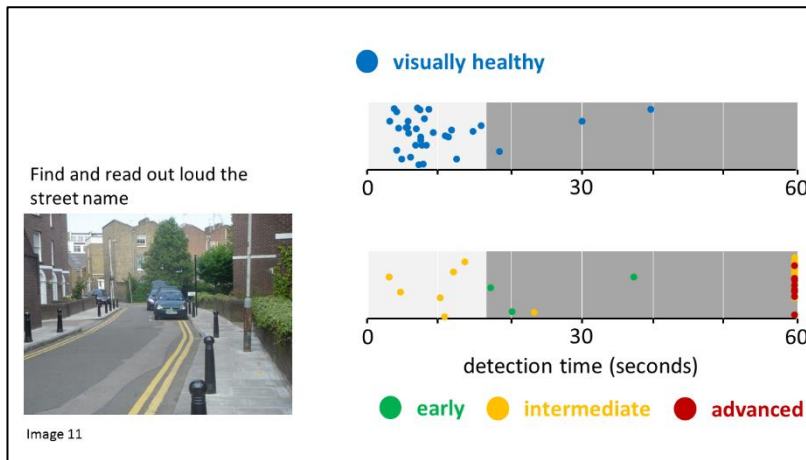 visually healthy
0 30 60
Find and read out loud the
street name
0 30 60
detection time (seconds)
early intermediate advanced
Image 11